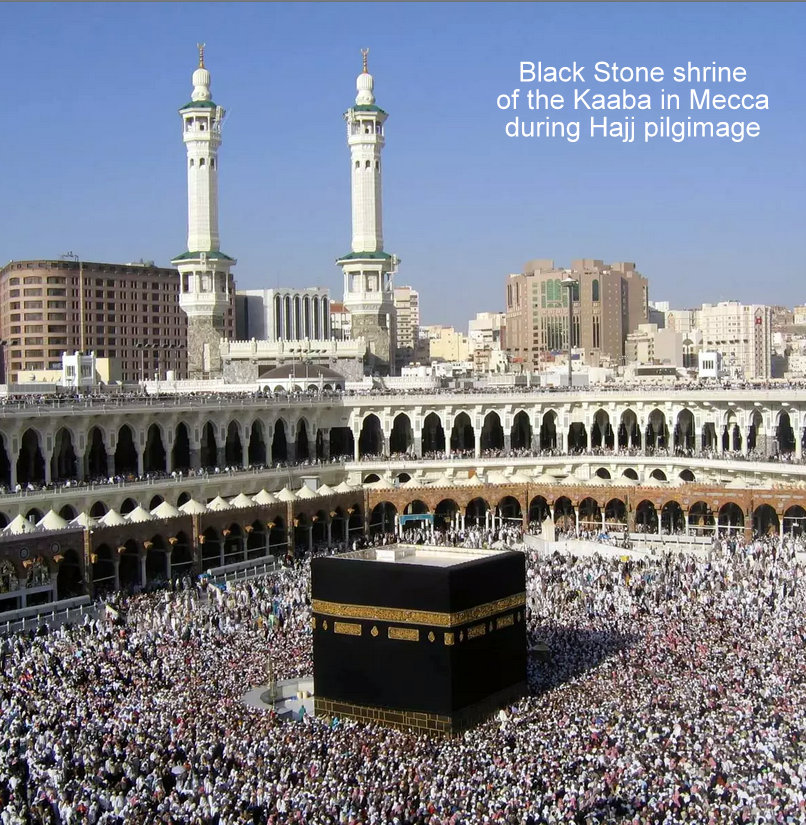 Black Stone shrine
of the Kaaba in Mecca
during Hajj pilgimage